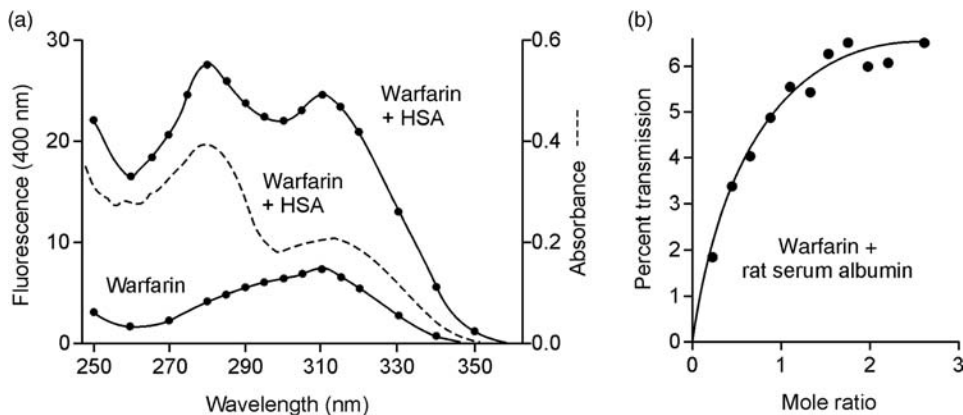 (a)
30
20
10
0
Fluorescence (400 nm)
0.6
0.4
0.2
0.0
Absorbance ----
Warfarin
+ HSA
Warfarin
+ HSA
Warfarin
250 270 290 310 330 350
Wavelength (nm)
(b)
6
5
4
3
2
1
0
Percent transmission
Warfarin +
rat serum albumin
0 1 2 3
Mole ratio